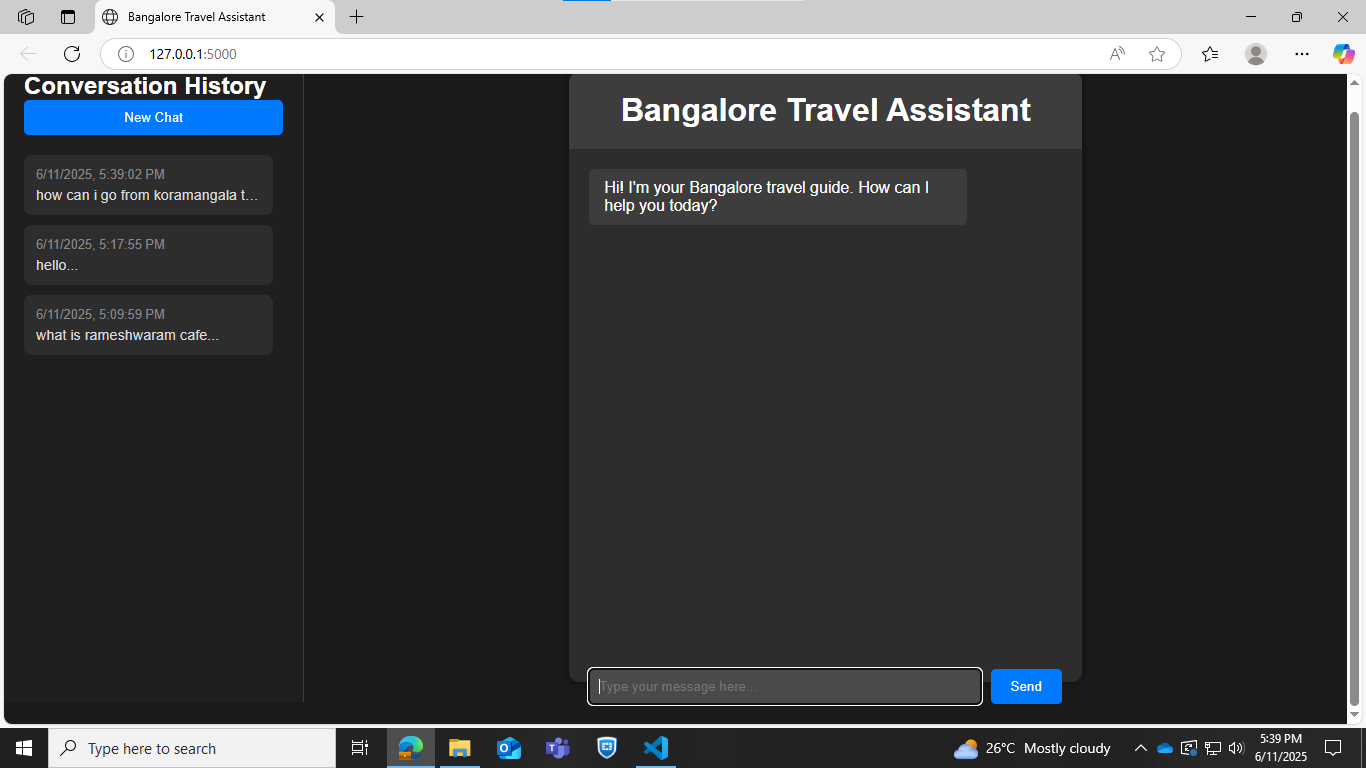 Bangalore Travel Assistant
127.0.0.1:5000
Conversation History
New Chat
6/11/2025, 5:39:02 PM
how can i go from koramangala t...
6/11/2025, 5:17:55 PM
hello...
6/11/2025, 5:09:59 PM
what is rameshwaram cafe...
Bangalore Travel Assistant
Hi! I'm your Bangalore travel guide. How can I
help you today?
Type your message here...
Send
Type here to search
26°C Mostly cloudy
5:39 PM
6/11/2025